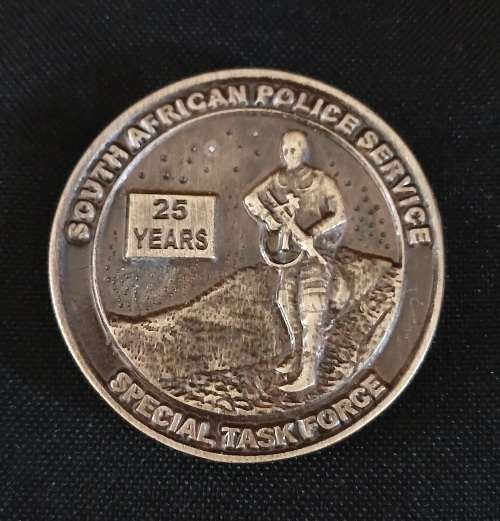 SOUTH AFRICAN POLICE SERVICE
25
YEARS
SPECIAL TASK FORCE